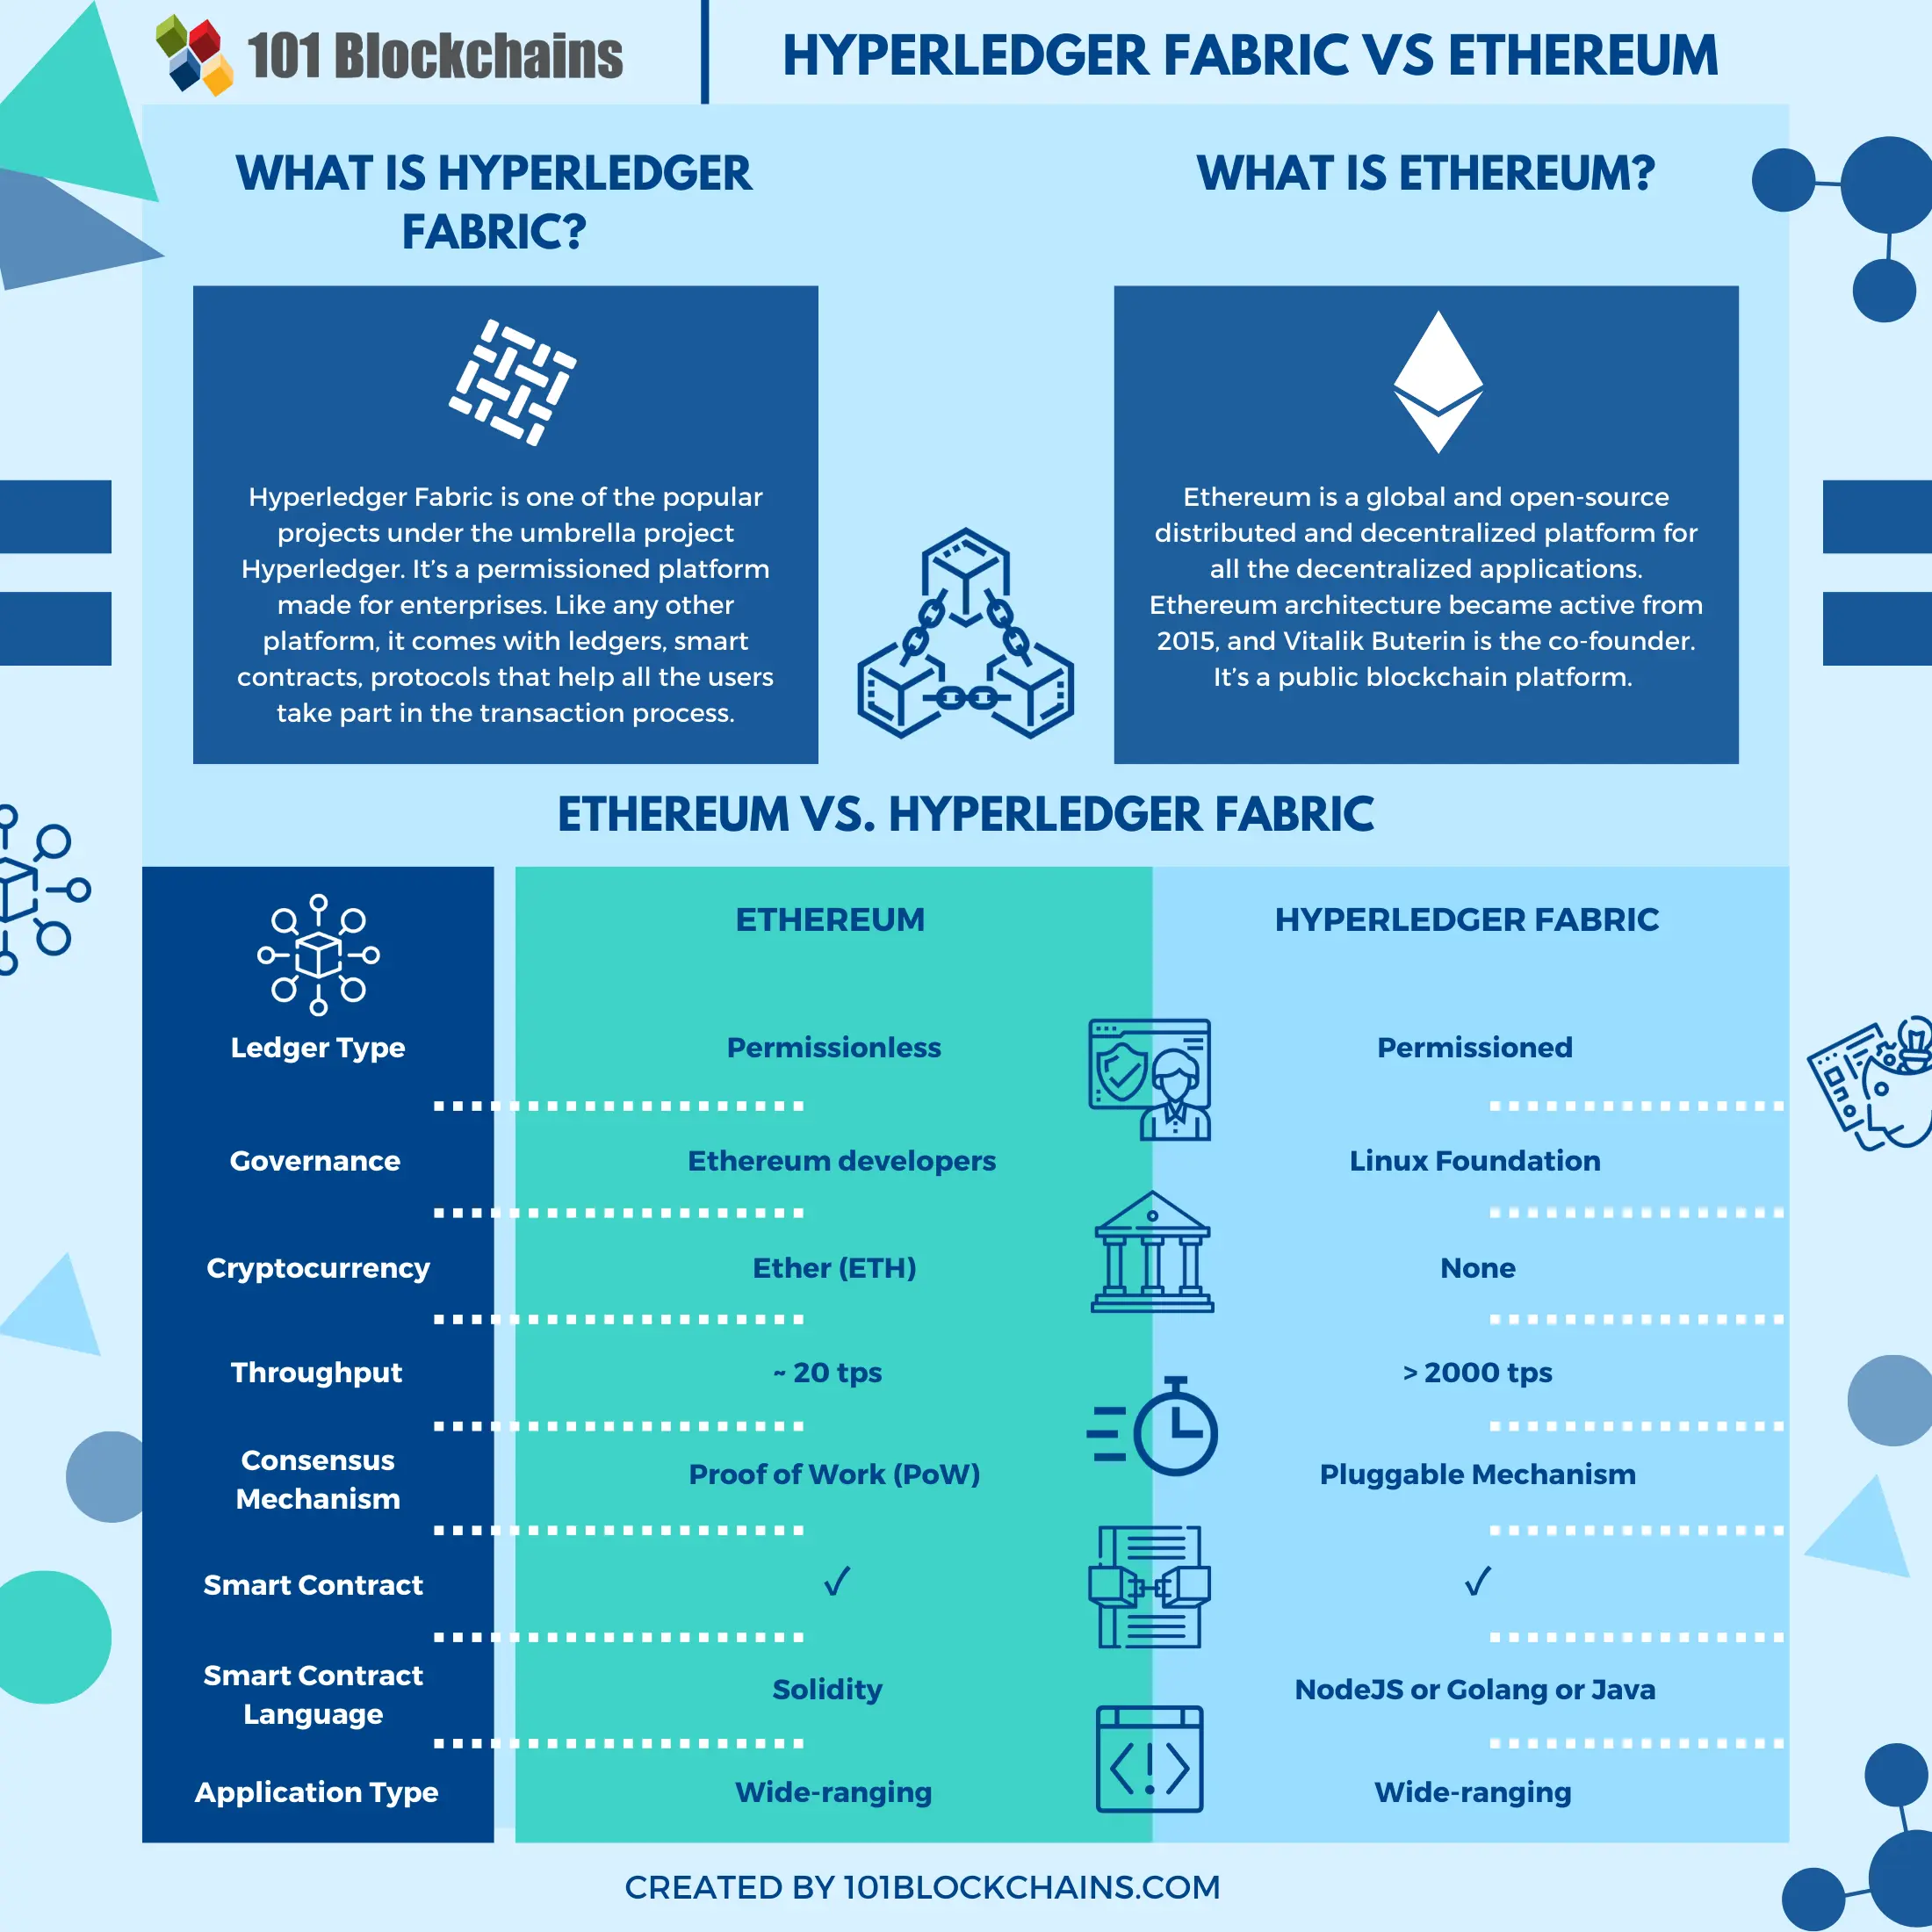 101 Blockchains
HYPERLEDGER FABRIC VS ETHEREUM
WHAT IS HYPERLEDGER
FABRIC?
Hyperledger Fabric is one of the popular
projects under the umbrella project
Hyperledger. It's a permissioned platform
made for enterprises. Like any other
platform, it comes with ledgers, smart
contracts, protocols that help all the users
take part in the transaction process.
WHAT IS ETHEREUM?
Ethereum is a global and open-source
distributed and decentralized platform for
all the decentralized applications.
Ethereum architecture became active from
2015, and Vitalik Buterin is the co-founder.
It's a public blockchain platform.
ETHEREUM VS. HYPERLEDGER FABRIC
ETHEREUM HYPERLEDGER FABRIC
Ledger Type Permissionless Permissioned
Governance Ethereum developers Linux Foundation
Cryptocurrency Ether (ETH) None
Throughput ~ 20 tps > 2000 tps
Consensus
Mechanism Proof of Work (PoW) Pluggable Mechanism
Smart Contract ✓ ✓
Smart Contract
Language Solidity NodeJS or Golang or Java
Application Type Wide-ranging Wide-ranging
CREATED BY 101BLOCKCHAINS.COM